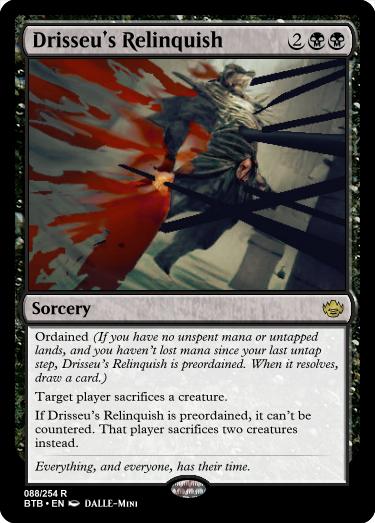 Drisseu's Relinquish 2
Sorcery
Ordained (If you have no unspent mana or untapped
lands, and you haven't lost mana since your last untap
step, Drisseu's Relinquish is preordained. When it resolves,
draw a card.)
Target player sacrifices a creature.
If Drisseu's Relinquish is preordained, it can't be
countered. That player sacrifices two creatures
instead.
Everything, and everyone, has their time.
088/254 R
BTB • EN DALLE-Mini